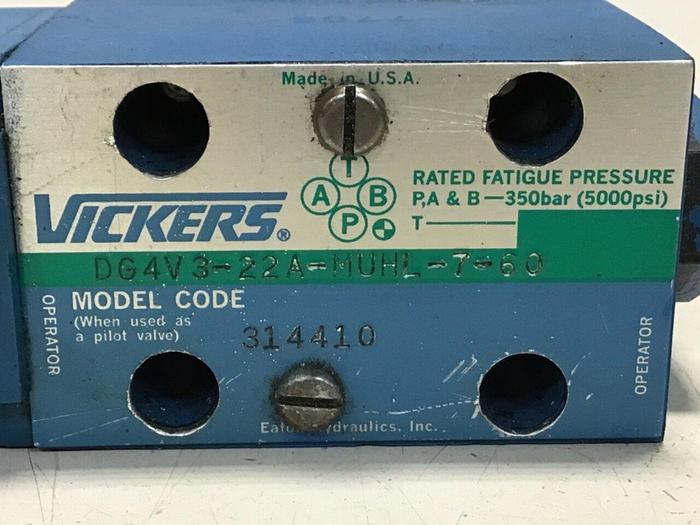 Made in U.S.A.
T
A B
P
RATED FATIGUE PRESSURE
P,A & B—350bar (5000psi)
T—
VICKERS®
DG4V3-22A-MUHL-7-60
MODEL CODE
(When used as
a pilot valve)
314410
OPERATOR
OPERATOR
Eaton Hydraulics, Inc.